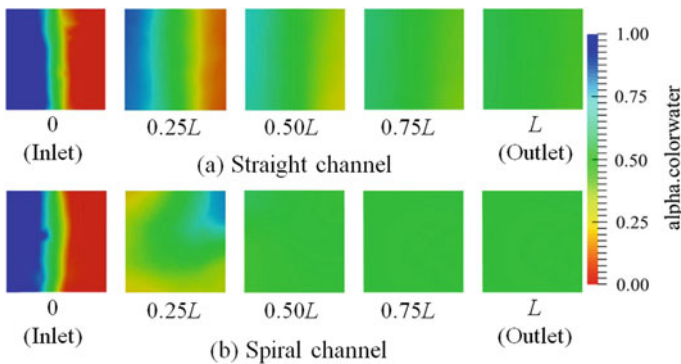 0
(Inlet)
0.25L
0.50L
0.75L
L
(Outlet)
(a) Straight channel
0
(Inlet)
0.25L
0.50L
0.75L
L
(Outlet)
(b) Spiral channel
1.00
0.75
0.50
0.25
0.00
alpha.colorwater